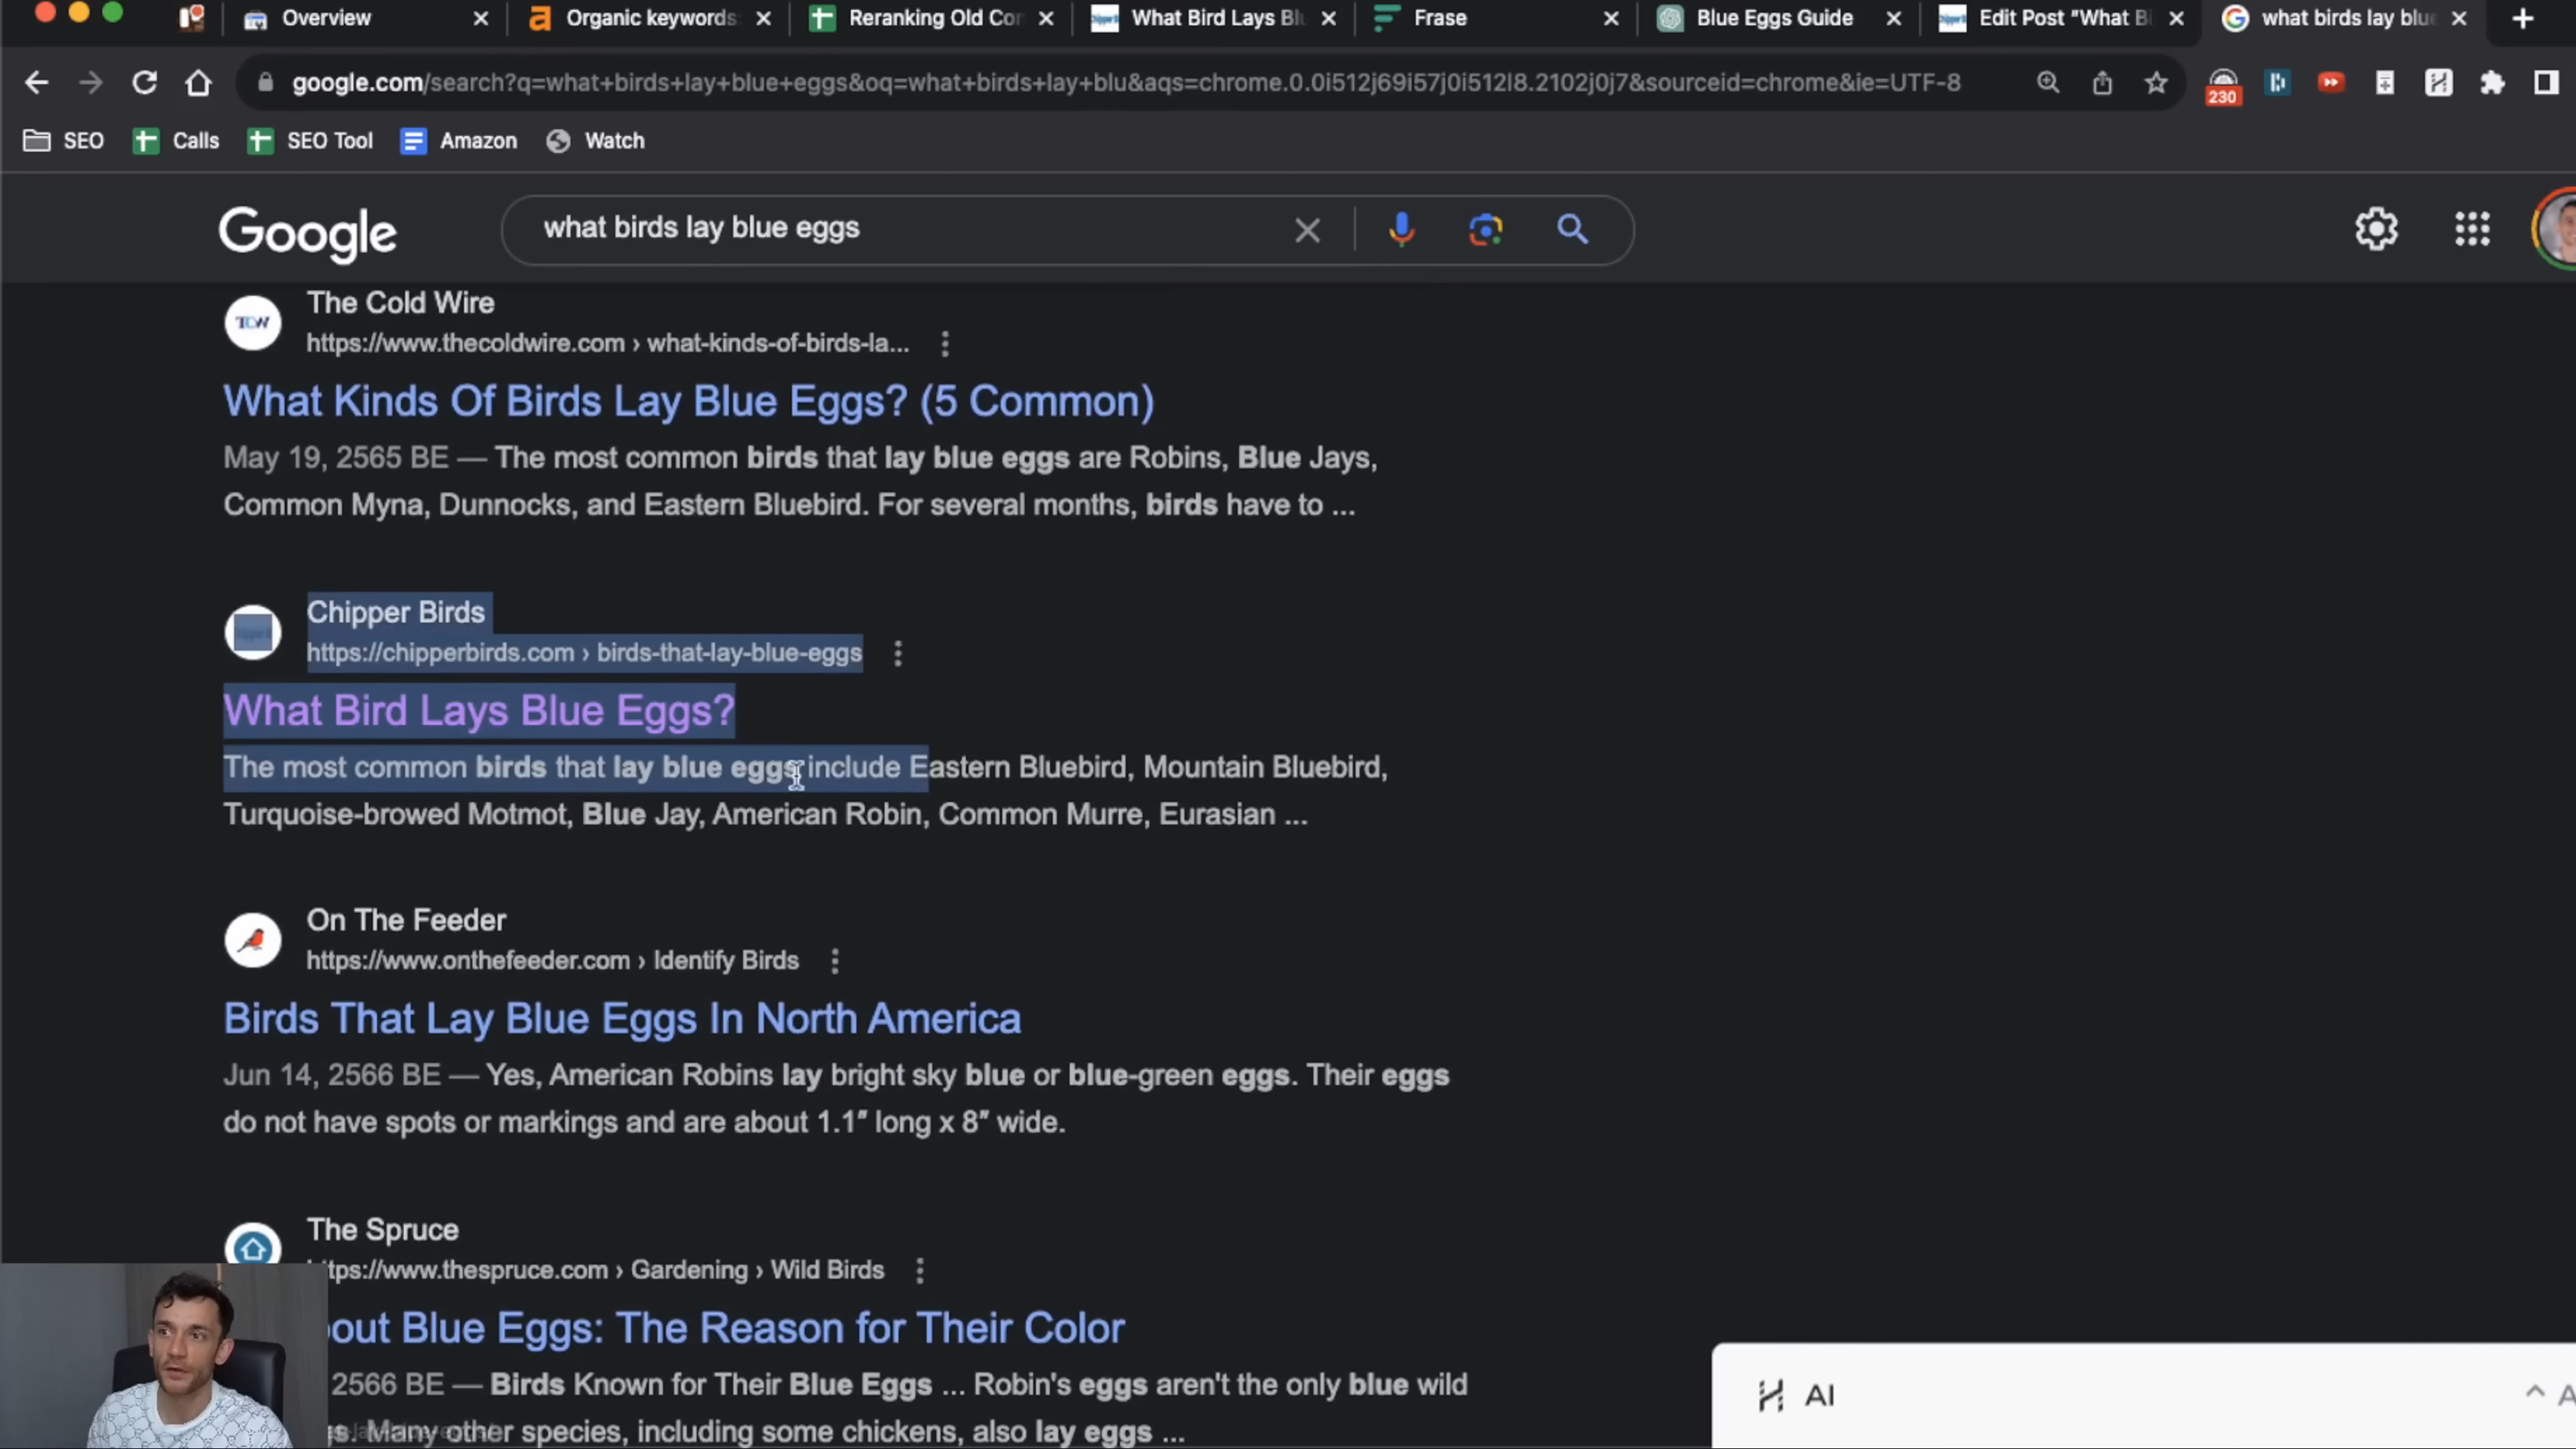 Overview
Organic keywords:
Reranking Old Con
What Bird Lays Blu
Frase
Blue Eggs Guide
Edit Post "What Bi
what birds lay blue
google.com/search?q=what+birds+lay+blue+eggs&oq=what+birds+lay+blu&aqs=chrome.0.0i512j69i57j0i512l8.2102j0j7&sourceid=chrome&ie=UTF-8
230
SEO
Calls
SEO Tool
Amazon
Watch
Google
what birds lay blue eggs
TCW
The Cold Wire
https://www.thecoldwire.com › what-kinds-of-birds-la...
What Kinds Of Birds Lay Blue Eggs? (5 Common)
May 19, 2565 BE — The most common birds that lay blue eggs are Robins, Blue Jays,
Common Myna, Dunnocks, and Eastern Bluebird. For several months, birds have to ...
Chipper Birds
https://chipperbirds.com › birds-that-lay-blue-eggs
What Bird Lays Blue Eggs?
The most common birds that lay blue eggs include Eastern Bluebird, Mountain Bluebird,
Turquoise-browed Motmot, Blue Jay, American Robin, Common Murre, Eurasian ...
On The Feeder
https://www.onthefeeder.com › Identify Birds
Birds That Lay Blue Eggs In North America
Jun 14, 2566 BE — Yes, American Robins lay bright sky blue or blue-green eggs. Their eggs
do not have spots or markings and are about 1.1″ long x 8″ wide.
The Spruce
tps://www.thespruce.com › Gardening › Wild Birds
out Blue Eggs: The Reason for Their Color
2566 BE — Birds Known for Their Blue Eggs ... Robin's eggs aren't the only blue wild
gs. Many other species, including some chickens, also lay eggs ...
AI